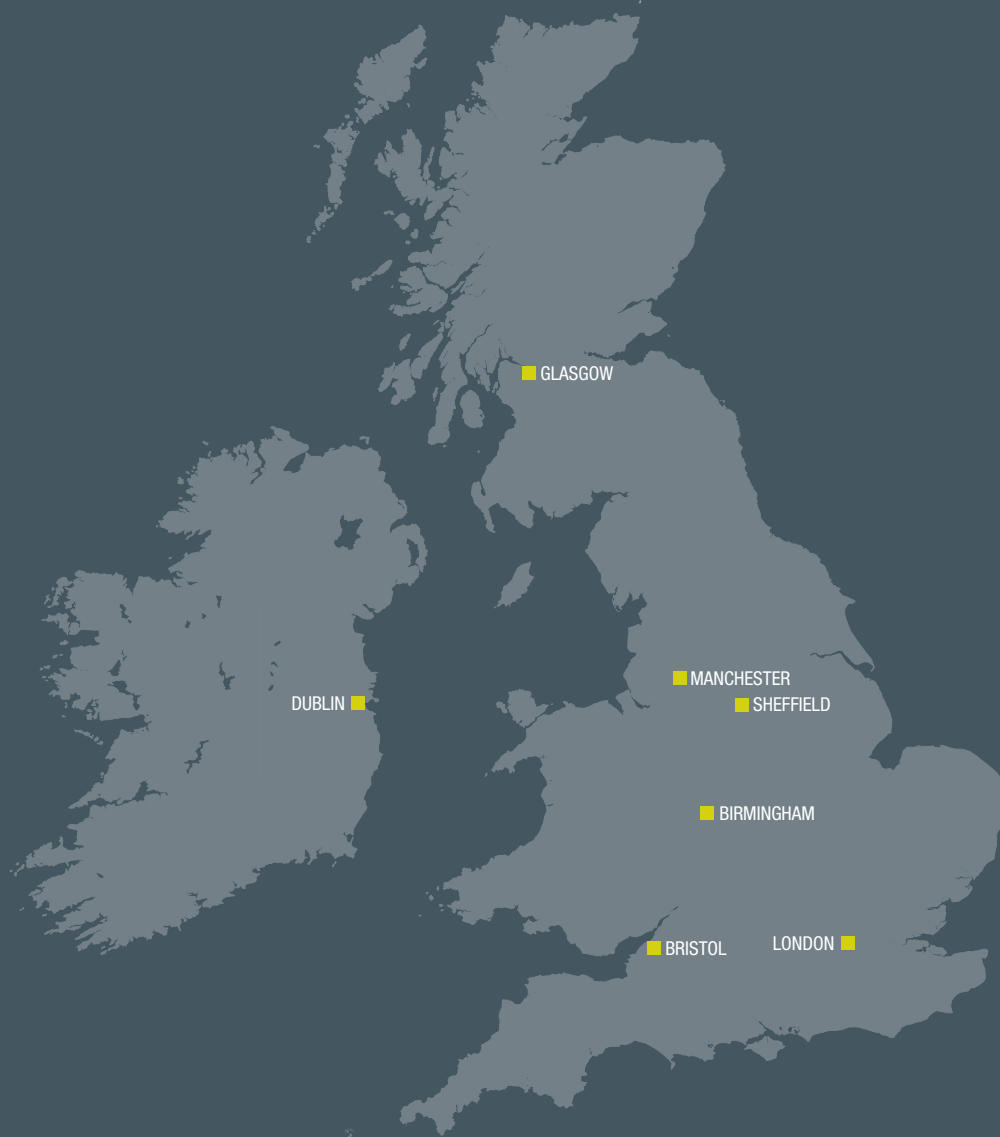 GLASGOW
MANCHESTER
DUBLIN
SHEFFIELD
BIRMINGHAM
LONDON
BRISTOL